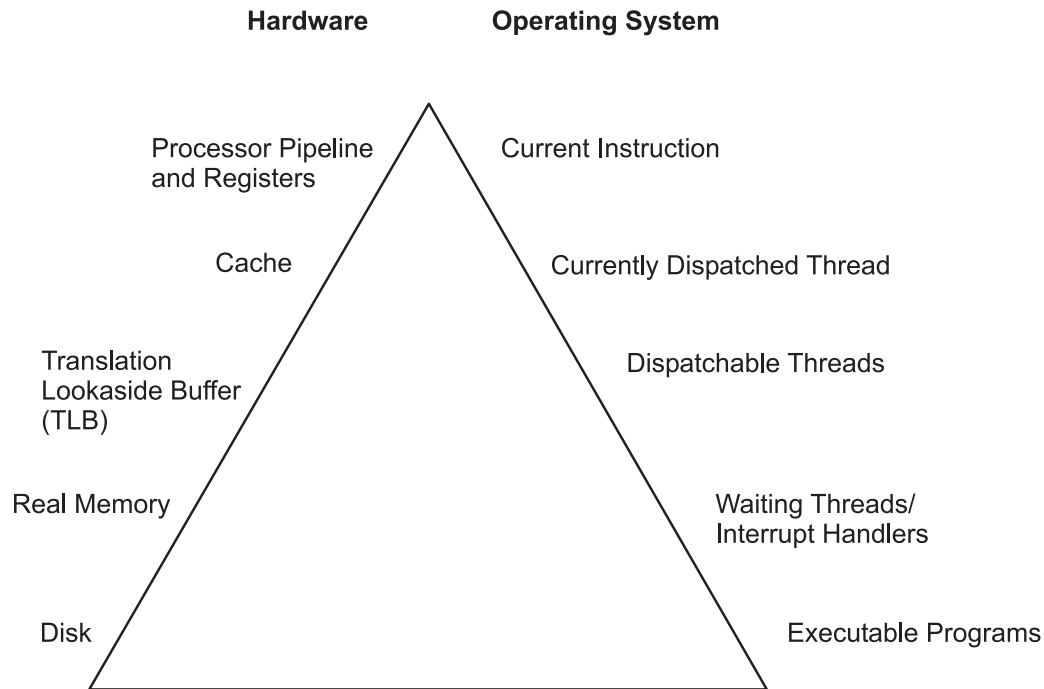 Hardware
Operating System
Processor Pipeline
and Registers
Current Instruction
Cache
Currently Dispatched Thread
Translation
Lookaside Buffer
(TLB)
Dispatchable Threads
Real Memory
Waiting Threads/
Interrupt Handlers
Disk
Executable Programs